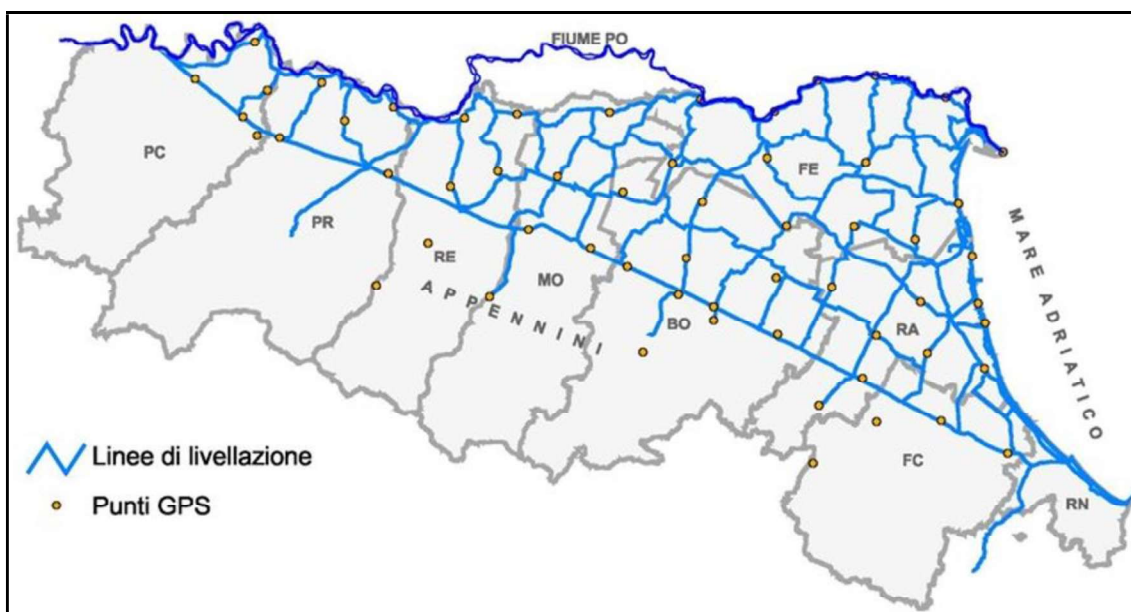 FIUME PO
PC
PR
RE
MO
BO
FE
RA
FC
RN
APPENNINI
MARE ADRIATICO
Linee di livellazione
Punti GPS